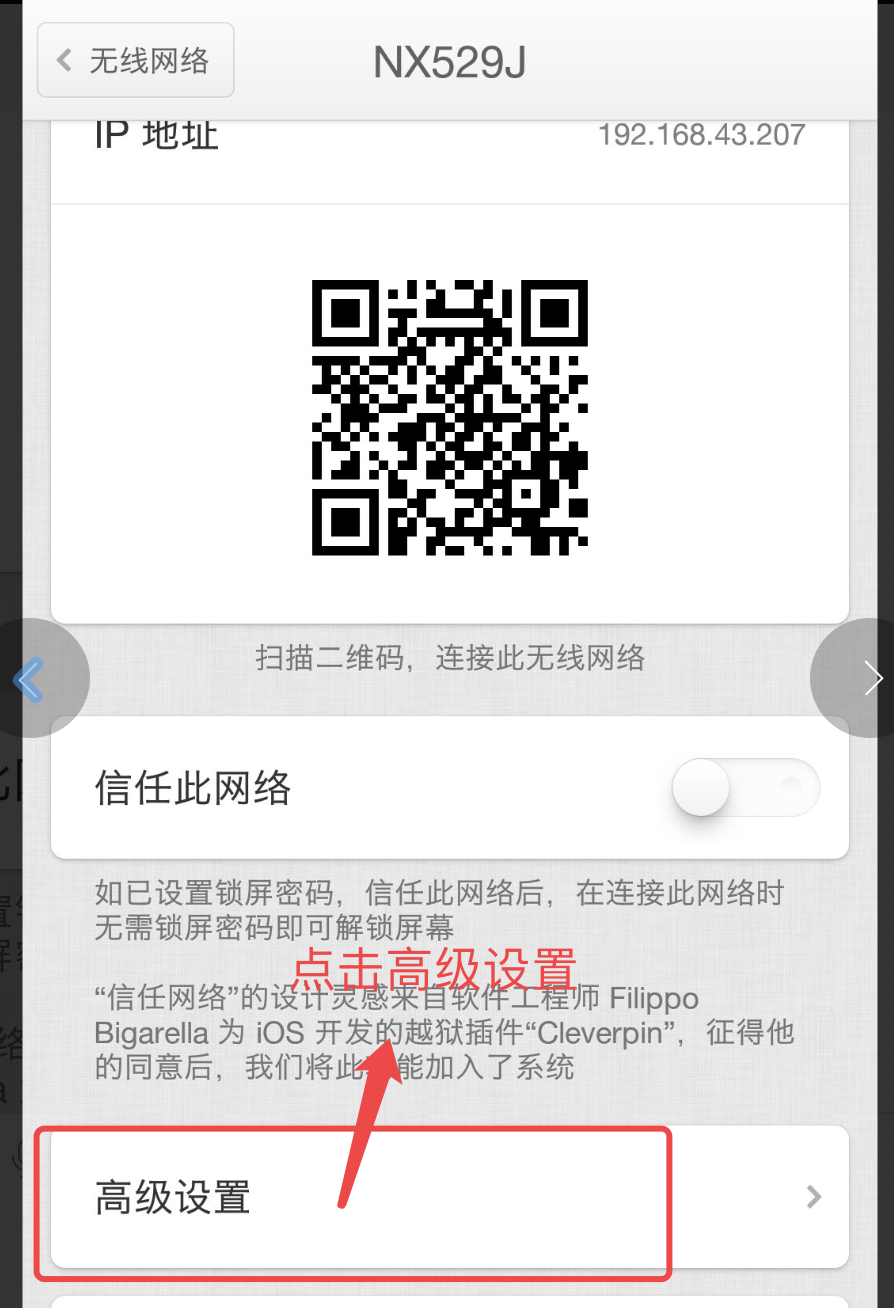 无线网络
NX529J
IP 地址
192.168.43.207
扫描二维码，连接此无线网络
信任此网络
如已设置锁屏密码，信任此网络后，在连接此网络时
无需锁屏密码即可解锁屏幕
点击高级设置
“信任网络”的设计灵感来自软件工程师 Filippo
Bigarella 为 iOS 开发的越狱插件“Cleverpin”，征得他
的同意后，我们将此功能加入了系统
高级设置